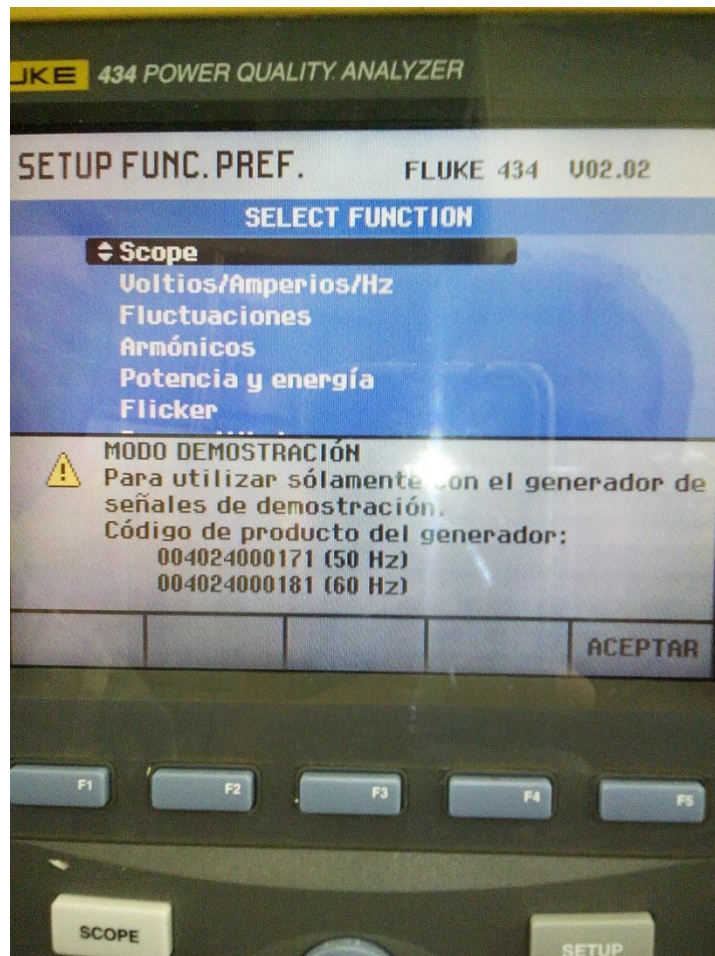 UKE 434 POWER QUALITY ANALYZER
SETUP FUNC. PREF. FLUKE 434 V02.02
SELECT FUNCTION
Scope
Voltios/Amperios/Hz
Fluctuaciones
Armónicos
Potencia y energía
Flicker
MODO DEMOSTRACIÓN
Para utilizar sólamente con el generador de
señales de demostración.
Código de producto del generador:
004024000171 (50 Hz)
004024000181 (60 Hz)
ACEPTAR
F1 F2 F3 F4 F5
SCOPE SETUP